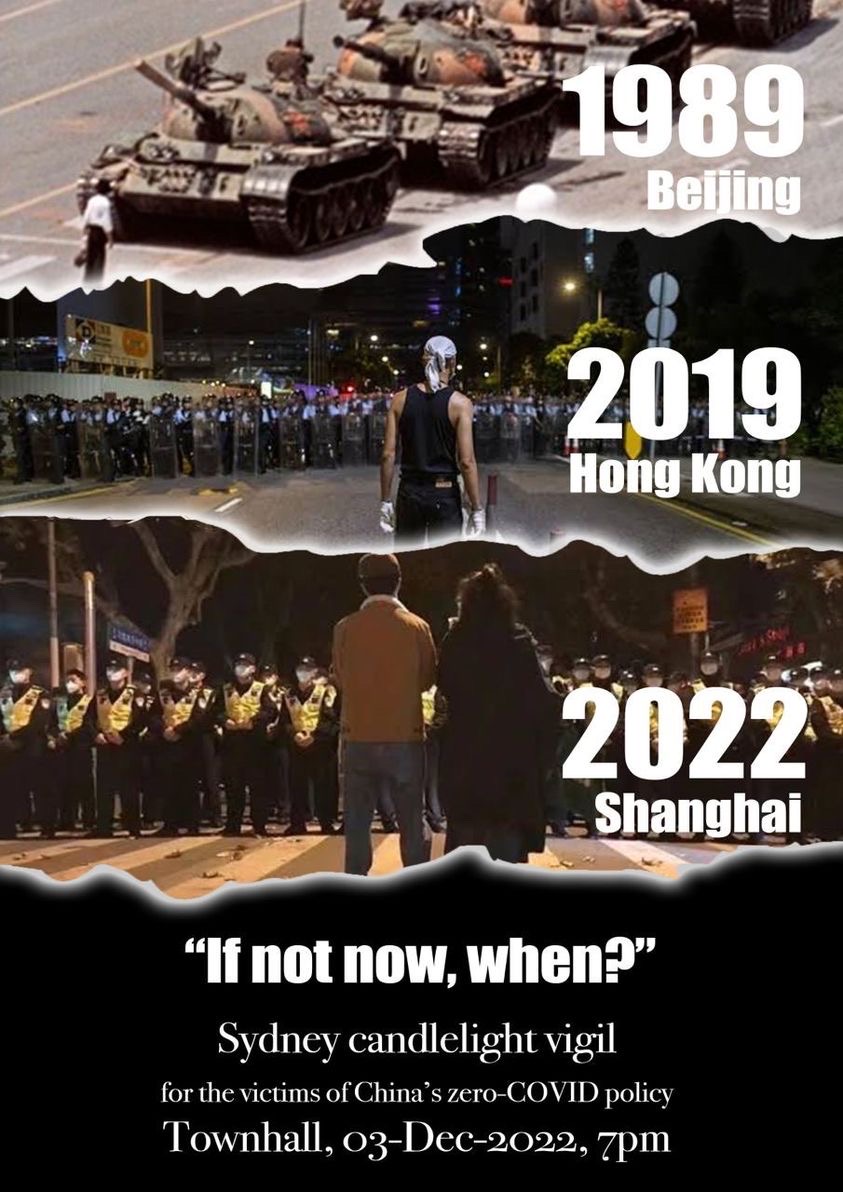 1989
Beijing
2019
Hong Kong
2022
Shanghai
“If not now, when?”
Sydney candlelight vigil
for the victims of China’s zero-COVID policy
Townhall, 03-Dec-2022, 7pm